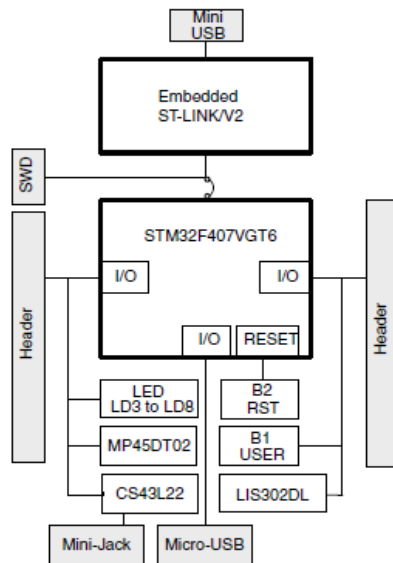 Mini
USB
Embedded
ST-LINK/V2
SWD
STM32F407VGT6
I/O
I/O
Header
Header
I/O
RESET
LED
LD3 to LD8
B2
RST
MP45DT02
B1
USER
CS43L22
LIS302DL
Mini-Jack
Micro-USB